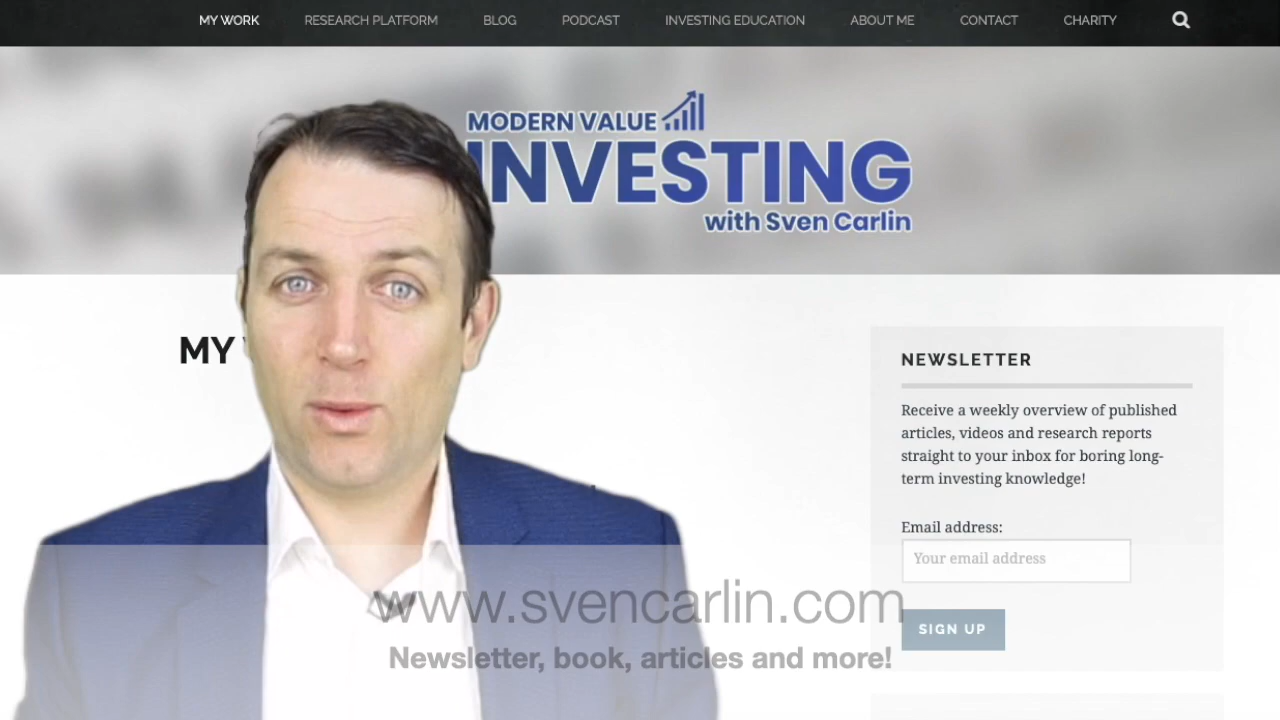 MY WORK RESEARCH PLATFORM BLOG PODCAST INVESTING EDUCATION ABOUT ME CONTACT CHARITY
MODERN VALUE
INVESTING
with Sven Carlin
MY
NEWSLETTER
Receive a weekly overview of published
articles, videos and research reports
straight to your inbox for boring long-
term investing knowledge!
Email address:
Your email address
SIGN UP
www.svencarlin.com
Newsletter, book, articles and more!